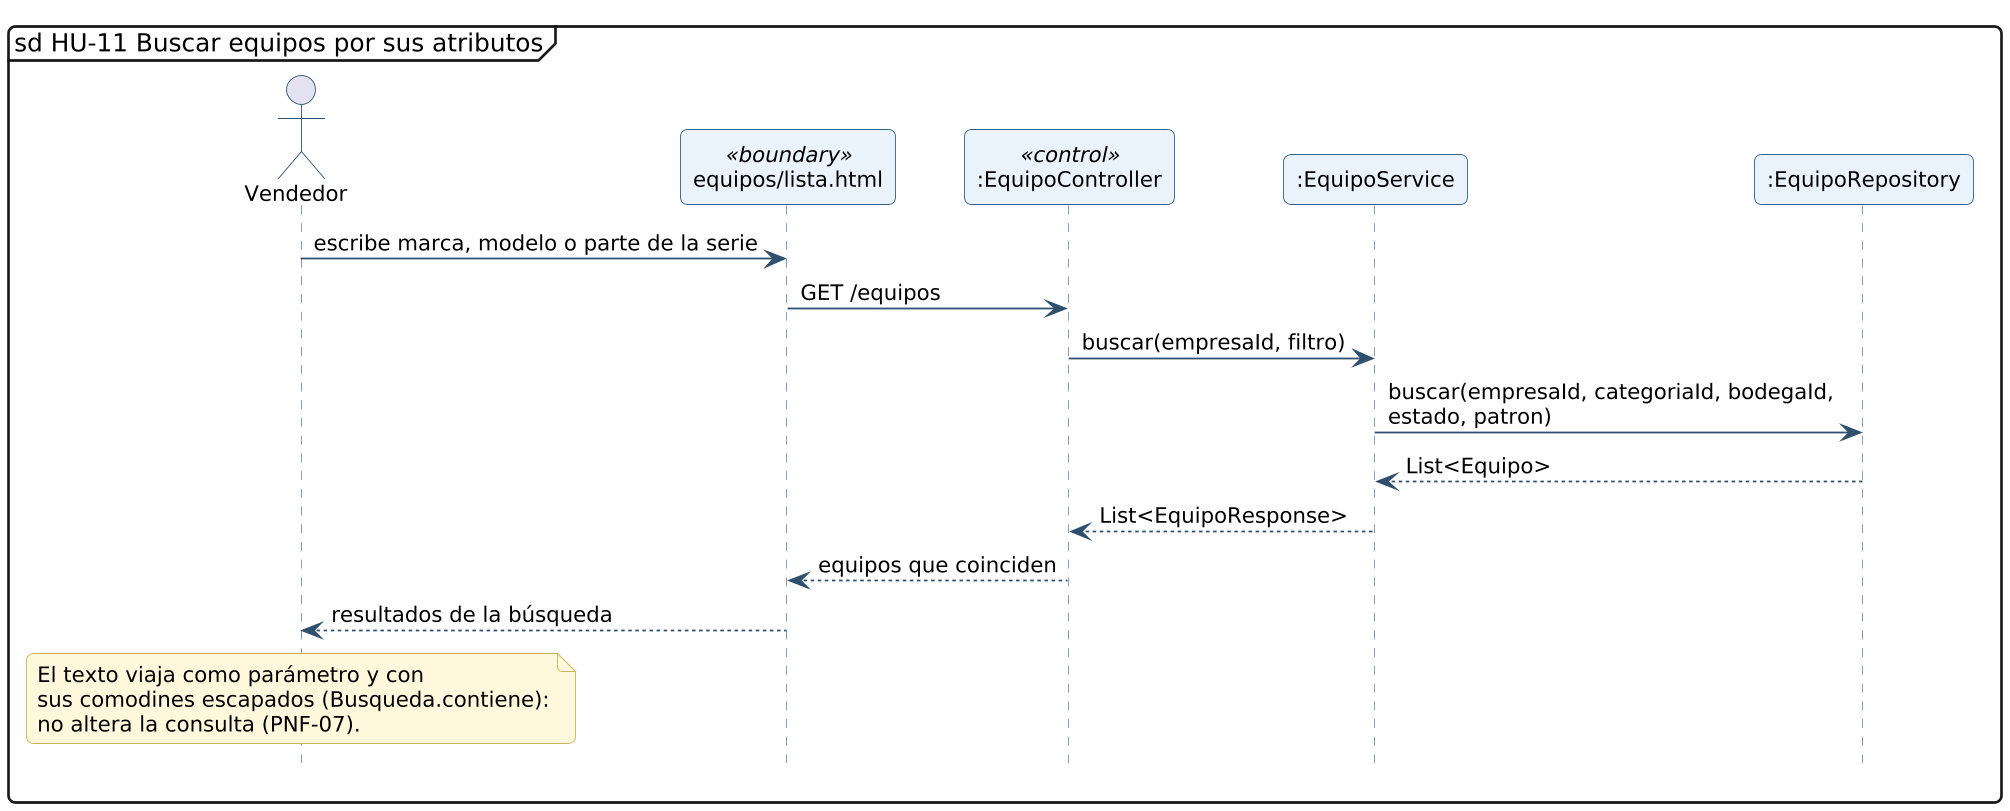 sd HU-11 Buscar equipos por sus atributos
Vendedor
«boundary»
equipos/lista.html
«control»
:EquipoController
:EquipoService
:EquipoRepository
escribe marca, modelo o parte de la serie
GET /equipos
buscar(empresaId, filtro)
buscar(empresaId, categoriaId, bodegaId,
estado, patron)
List<Equipo>
List<EquipoResponse>
equipos que coinciden
resultados de la búsqueda
El texto viaja como parámetro y con
sus comodines escapados (Busqueda.contiene):
no altera la consulta (PNF-07).